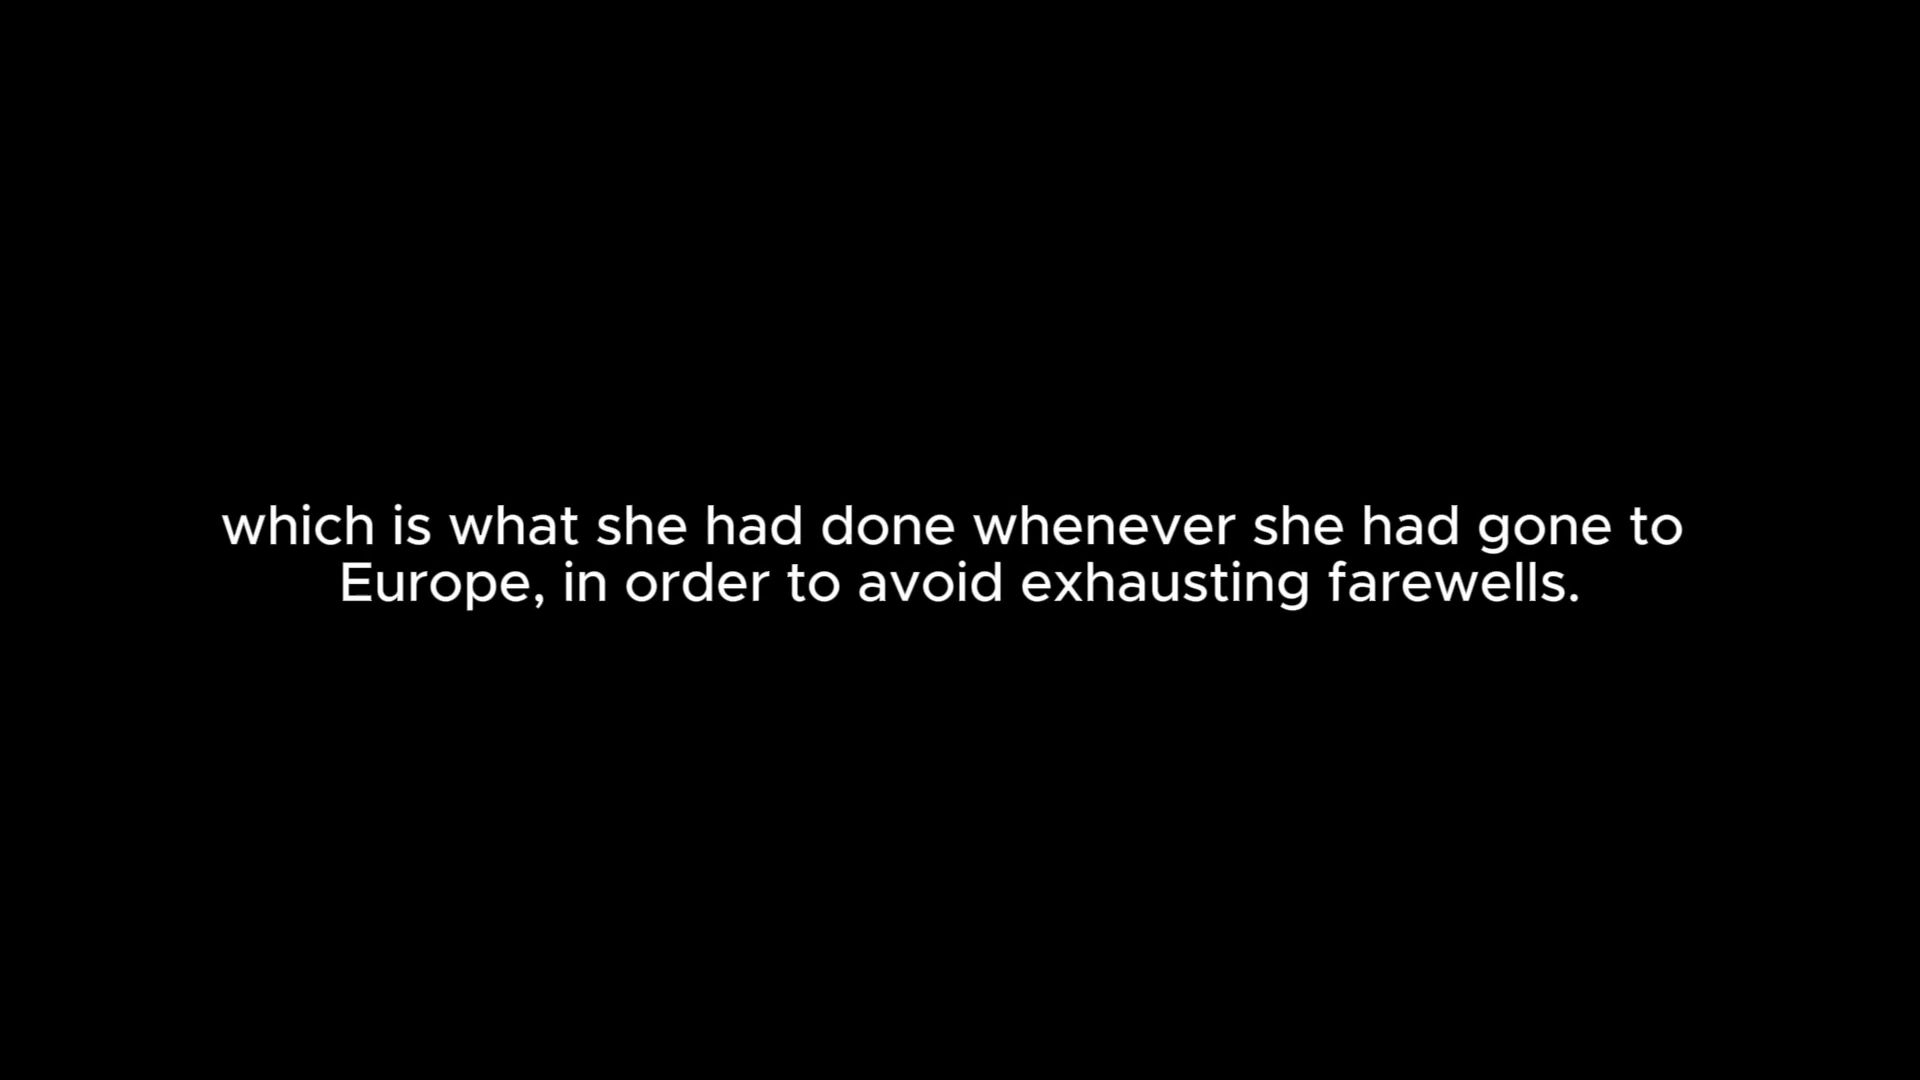 which is what she had done whenever she had gone to
Europe, in order to avoid exhausting farewells.